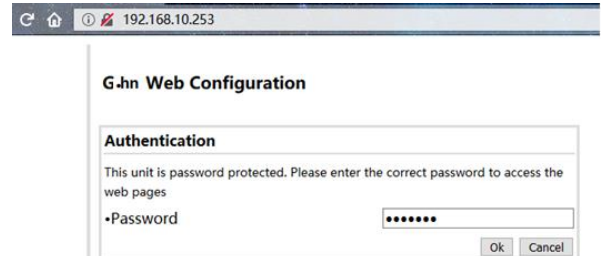 192.168.10.253
G.hn Web Configuration
Authentication
This unit is password protected. Please enter the correct password to access the
web pages
•Password •••••••
Ok Cancel